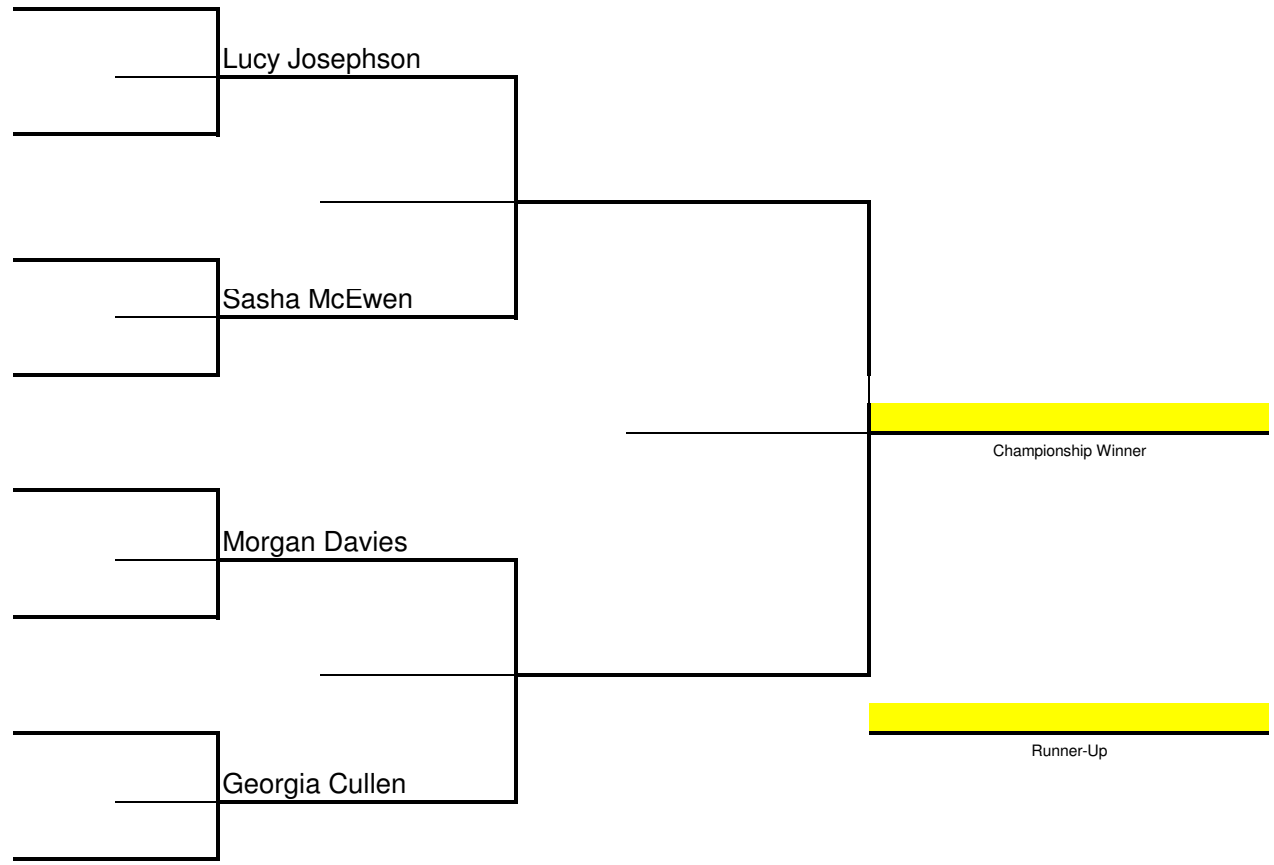 Lucy Josephson
Sasha McEwen
Championship Winner
Morgan Davies
Runner-Up
Georgia Cullen